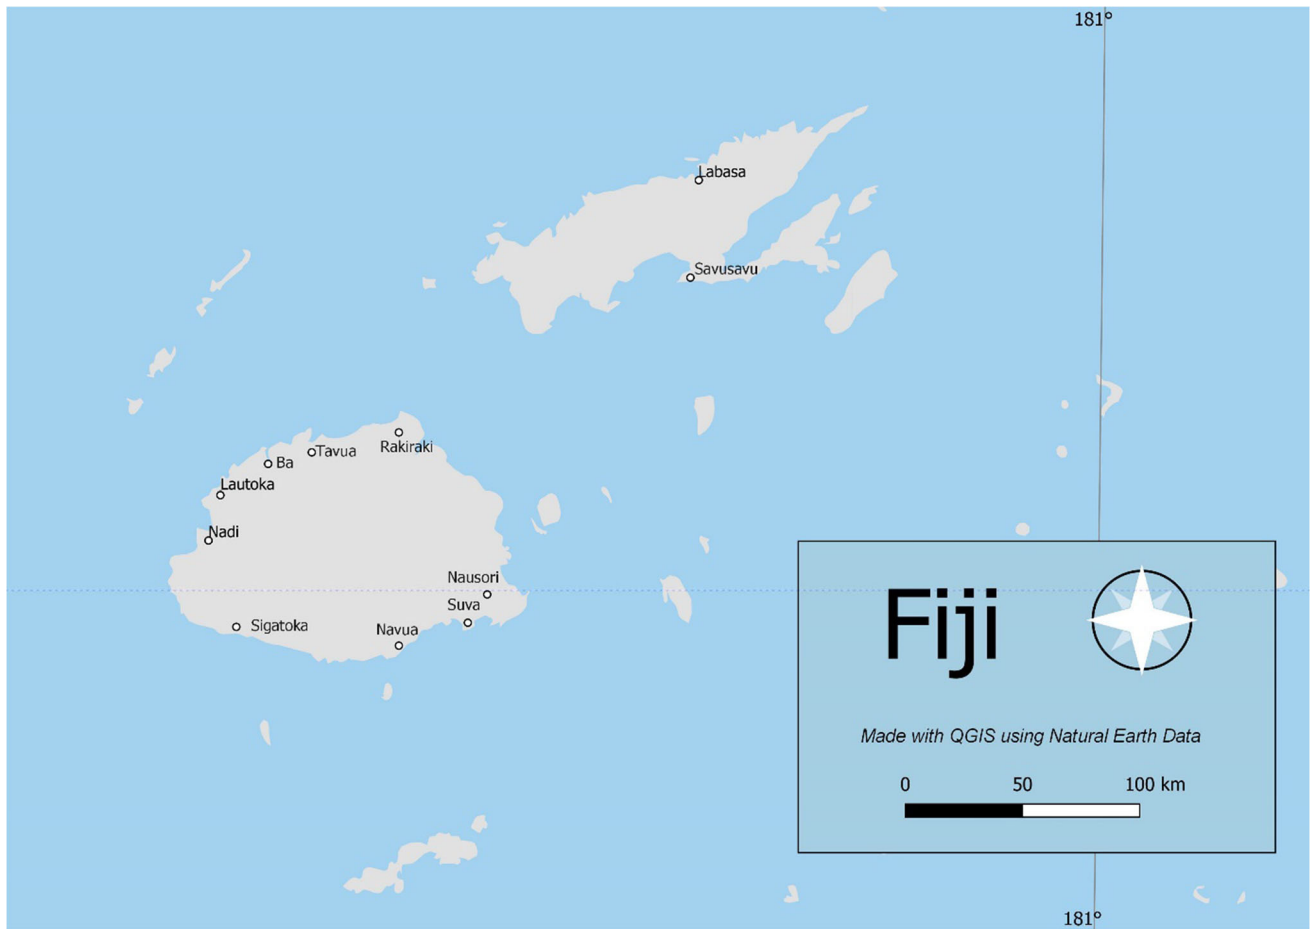 181°
Labasa
Savusavu
Rakiraki
Tavua
Ba
Lautoka
Nadi
Nausori
Suva
Navua
Sigatoka
Fiji
Made with QGIS using Natural Earth Data
0 50 100 km
181°